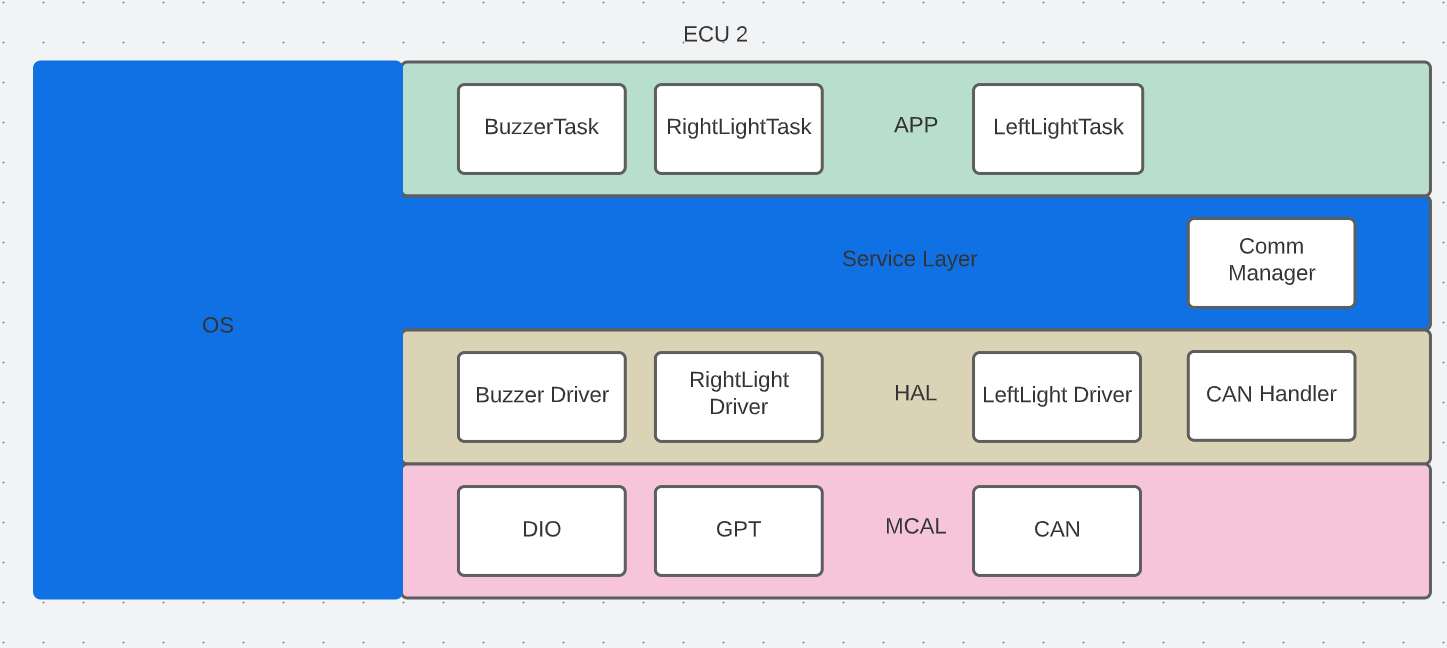 ECU 2
OS
BuzzerTask
RightLightTask
APP
LeftLightTask
Service Layer
Comm
Manager
Buzzer Driver
RightLight
Driver
HAL
LeftLight Driver
CAN Handler
DIO
GPT
MCAL
CAN